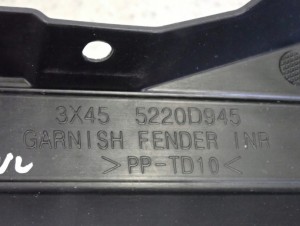 3X45 5220D945
GARNISH FENDER INR
>PP-TD10<